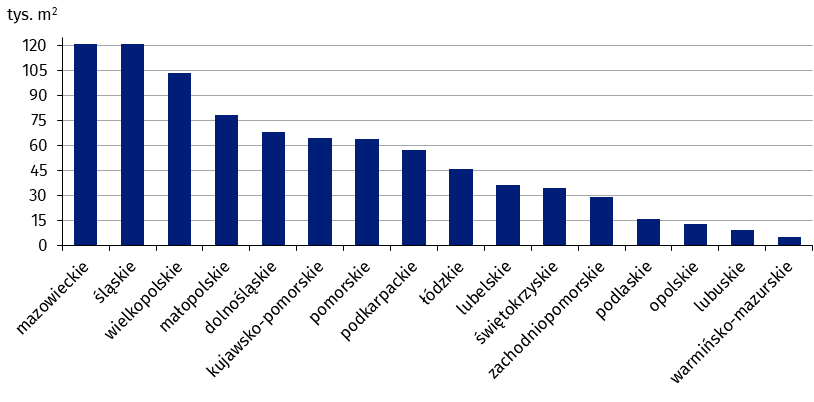 tys. m²
120
105
90
75
60
45
30
15
0
mazowieckie
śląskie
wielkopolskie
małopolskie
dolnośląskie
kujawsko-pomorskie
pomorskie
podkarpackie
łódzkie
lubelskie
świętokrzyskie
zachodniopomorskie
podlaskie
opolskie
lubuskie
warmińsko-mazurskie